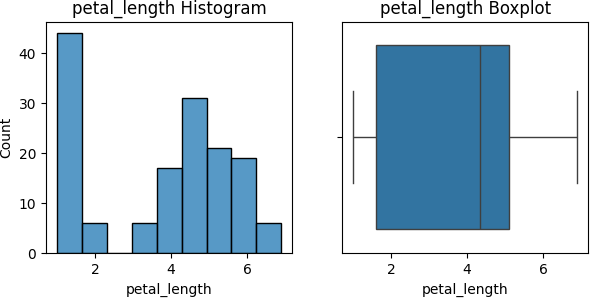 petal_length Histogram
Count
40
30
20
10
0
2 4 6
petal_length
petal_length Boxplot
2 4 6
petal_length